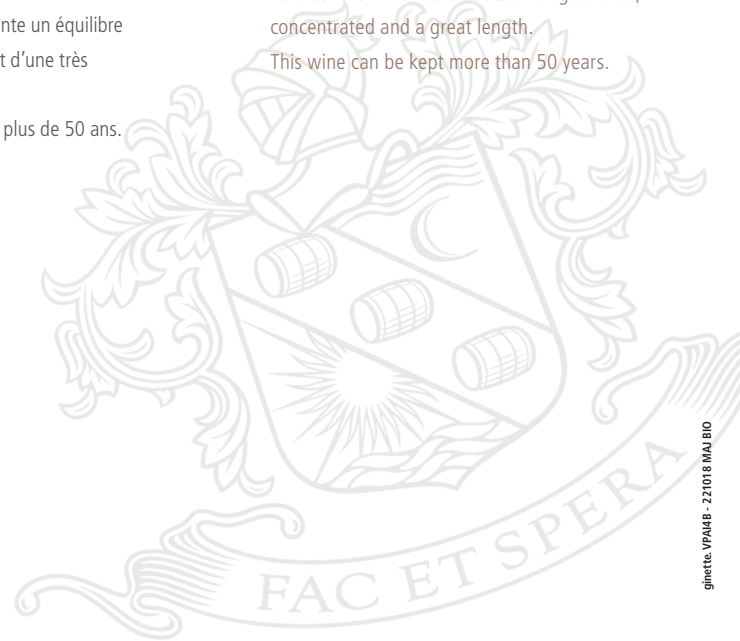 nte un équilibre
t d'une très
plus de 50 ans.
concentrated and a great length.
This wine can be kept more than 50 years.
FAC ET SPERA
ginette. VPAI4B - 221018 MAJ BIO